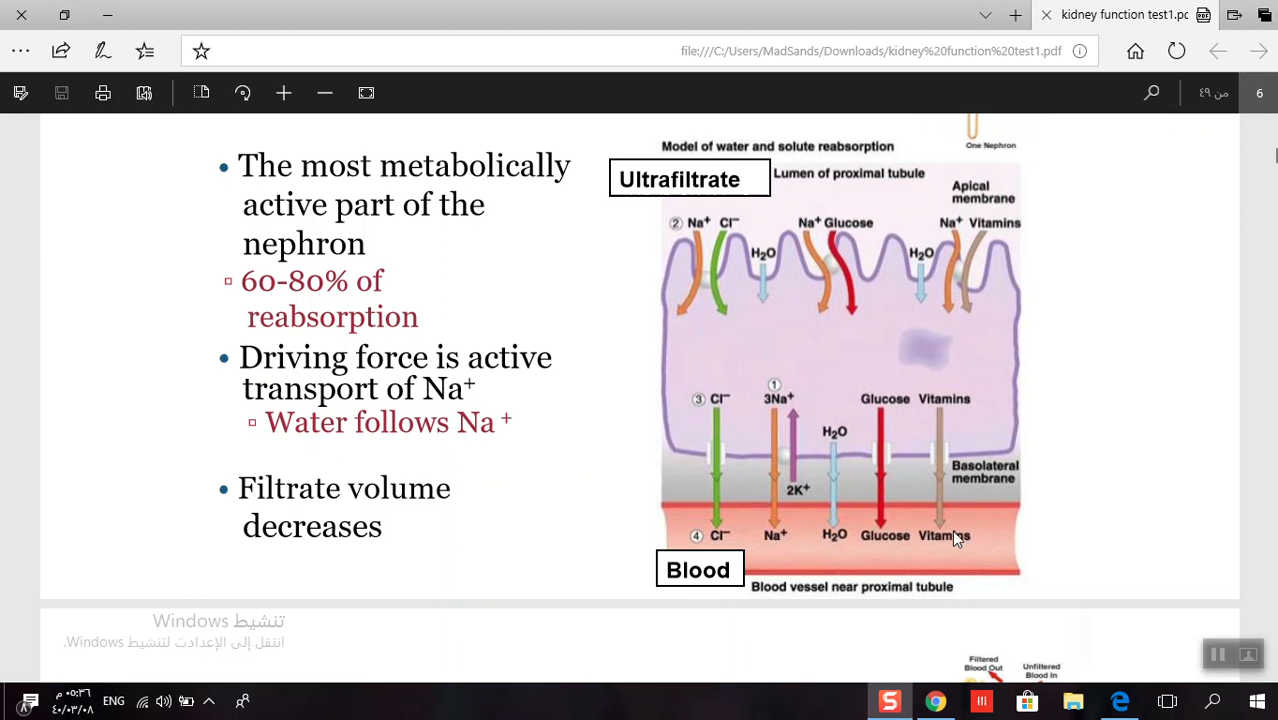 kidney function test1.pc
file:///C:/Users/MadSands/Downloads/kidney%20function%20test1.pdf
6
من ٤٩
• The most metabolically
active part of the
nephron
▫ 60-80% of
reabsorption
• Driving force is active
transport of Na⁺
▫ Water follows Na ⁺
• Filtrate volume
decreases
One Nephron
Model of water and solute reabsorption
Ultrafiltrate
Lumen of proximal tubule
Apical
membrane
② Na⁺ Cl⁻
Na⁺ Glucose
Na⁺ Vitamins
H₂O
H₂O
①
③ Cl⁻
3Na⁺
Glucose
Vitamins
H₂O
Basolateral
membrane
2K⁺
④ Cl⁻
Na⁺
H₂O
Glucose
Vitamins
Blood
Blood vessel near proximal tubule
تنشيط Windows
انتقل إلى الإعدادات لتنشيط Windows.
Filtered
Blood Out
Unfiltered
Blood In
ENG
٠٥:٣٦ م
٤٠/٠٣/٠٨